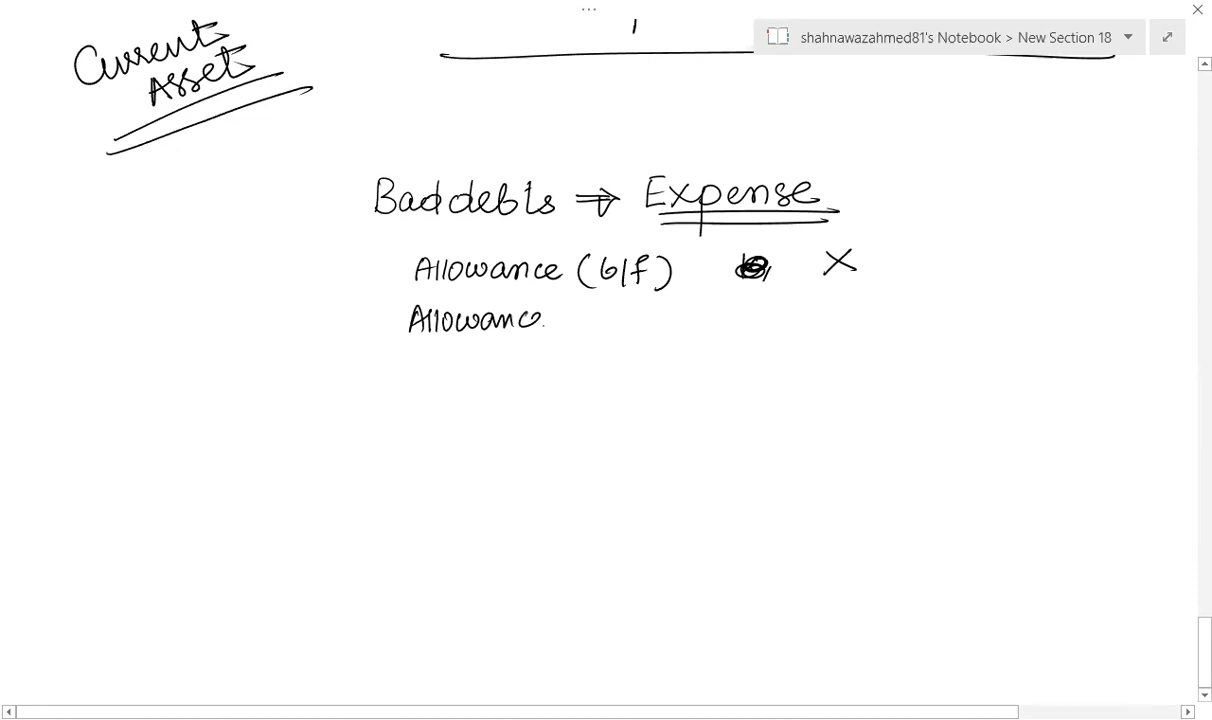 ...
shahnawazahmed81's Notebook > New Section 18
Current
Asset
Bad debts ⇒ Expense
Allowance (b/f) X
Allowanc